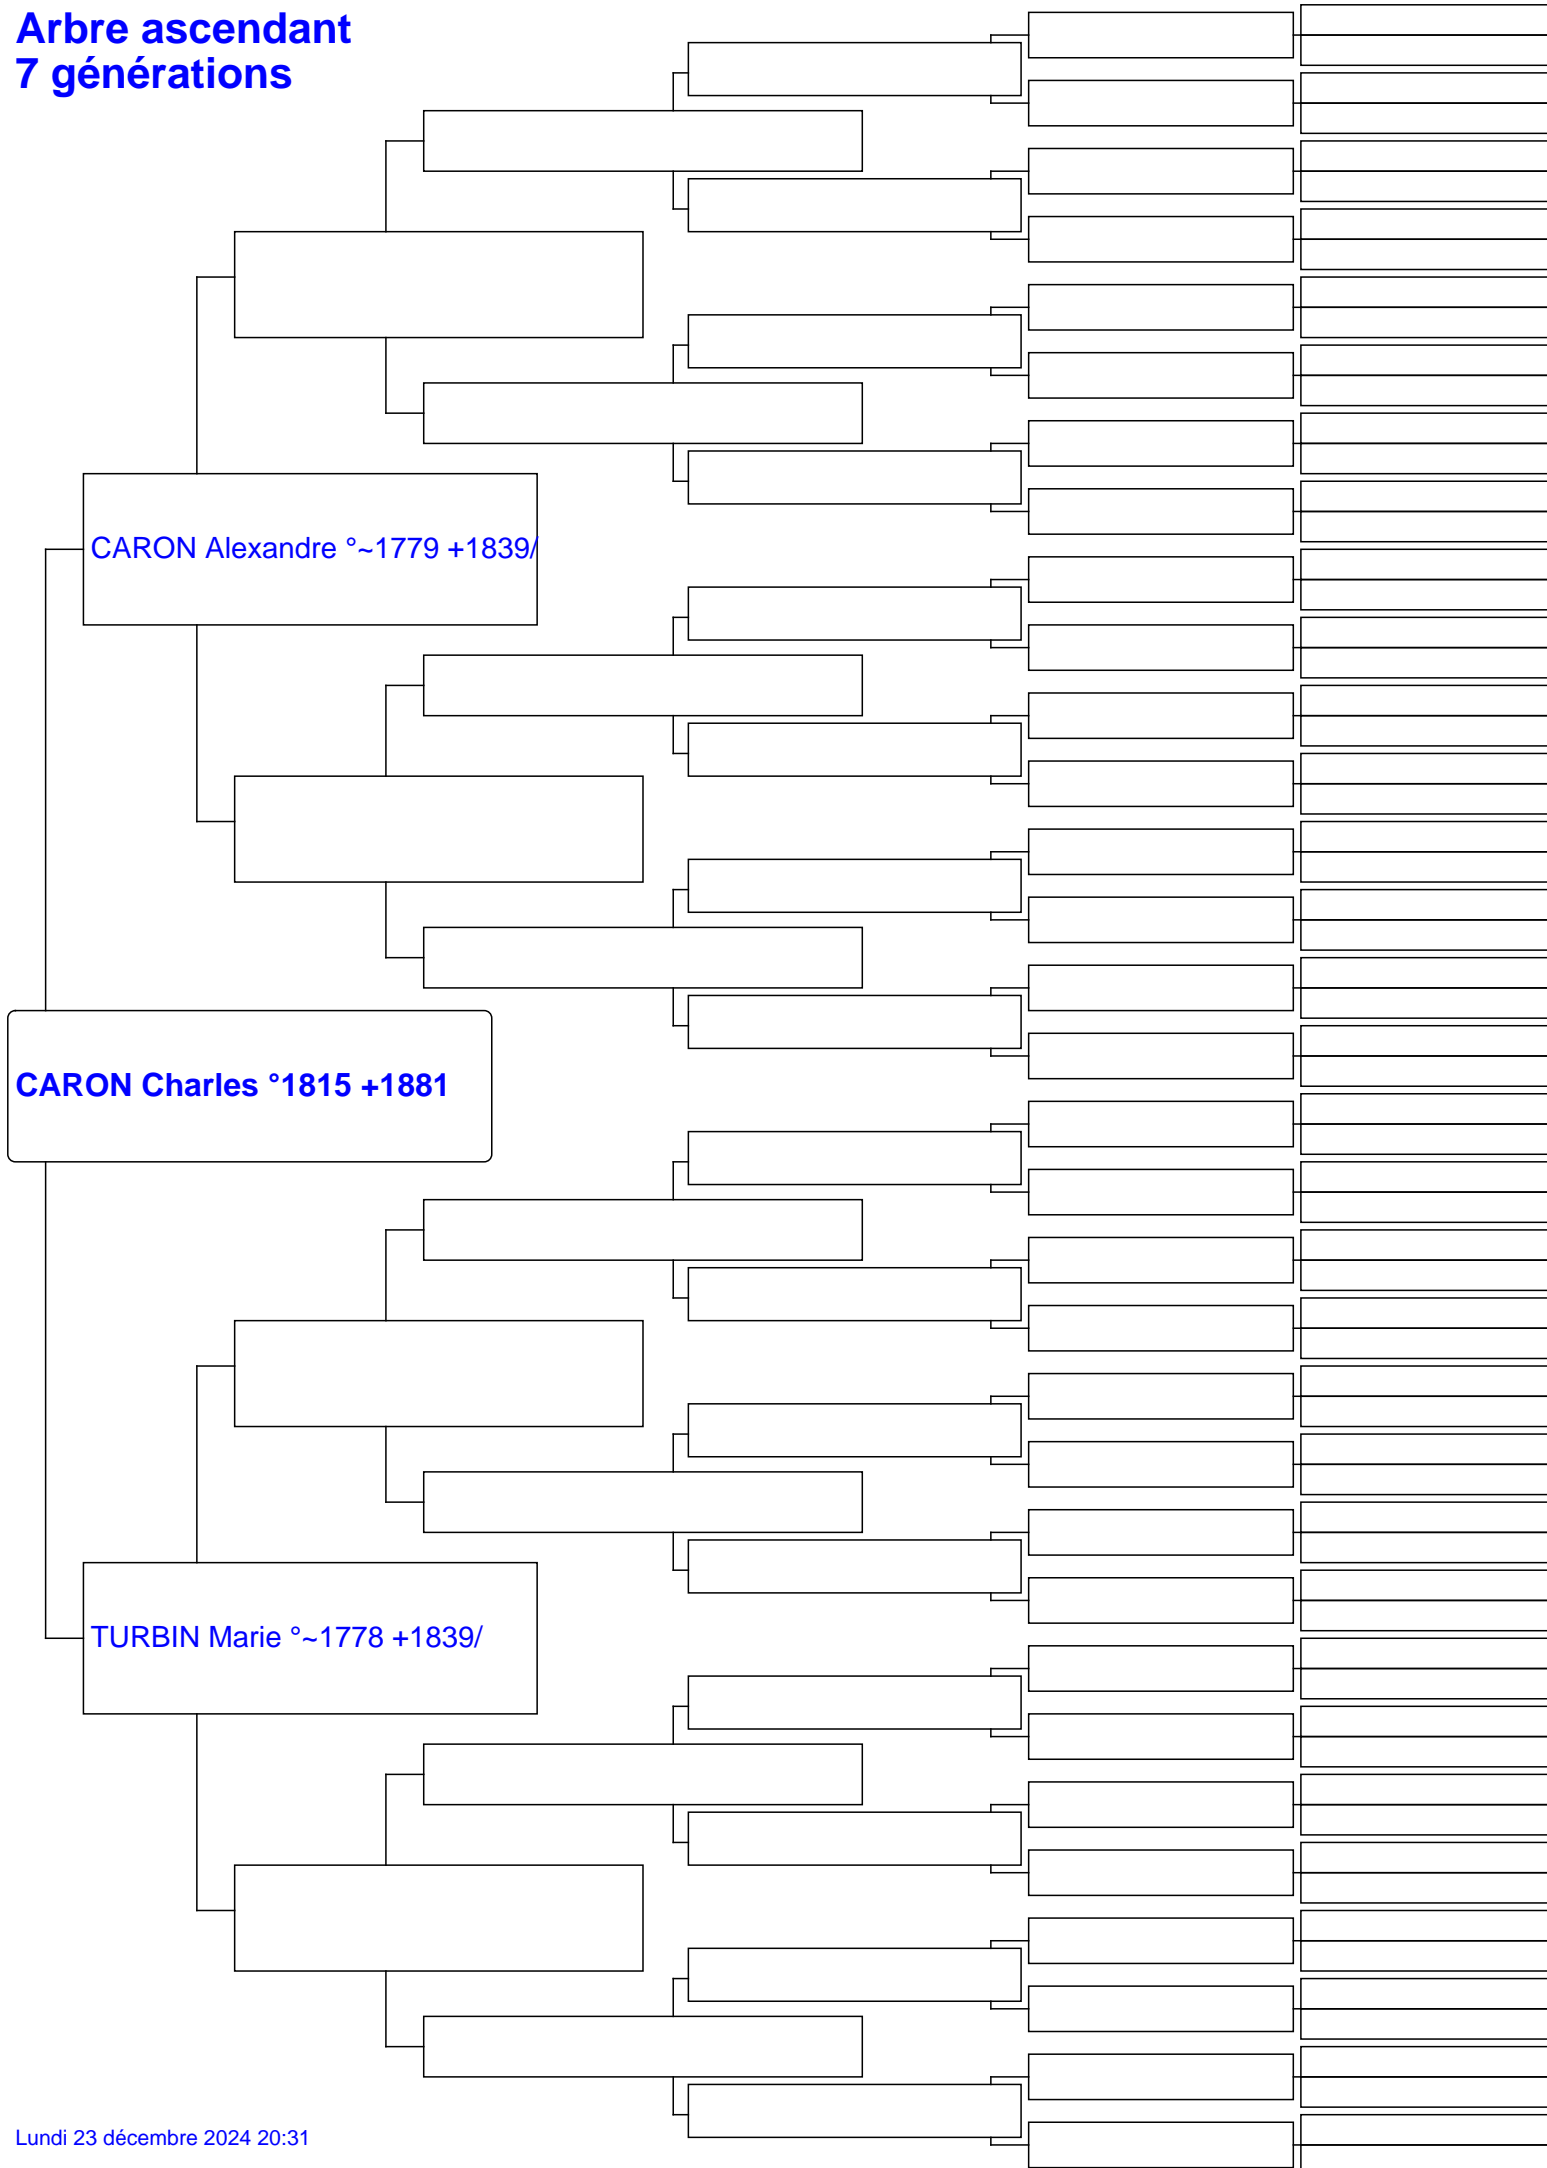 Arbre ascendant
7 générations
CARON Alexandre °~1779 +1839/
CARON Charles °1815 +1881
TURBIN Marie °~1778 +1839/
Lundi 23 décembre 2024 20:31